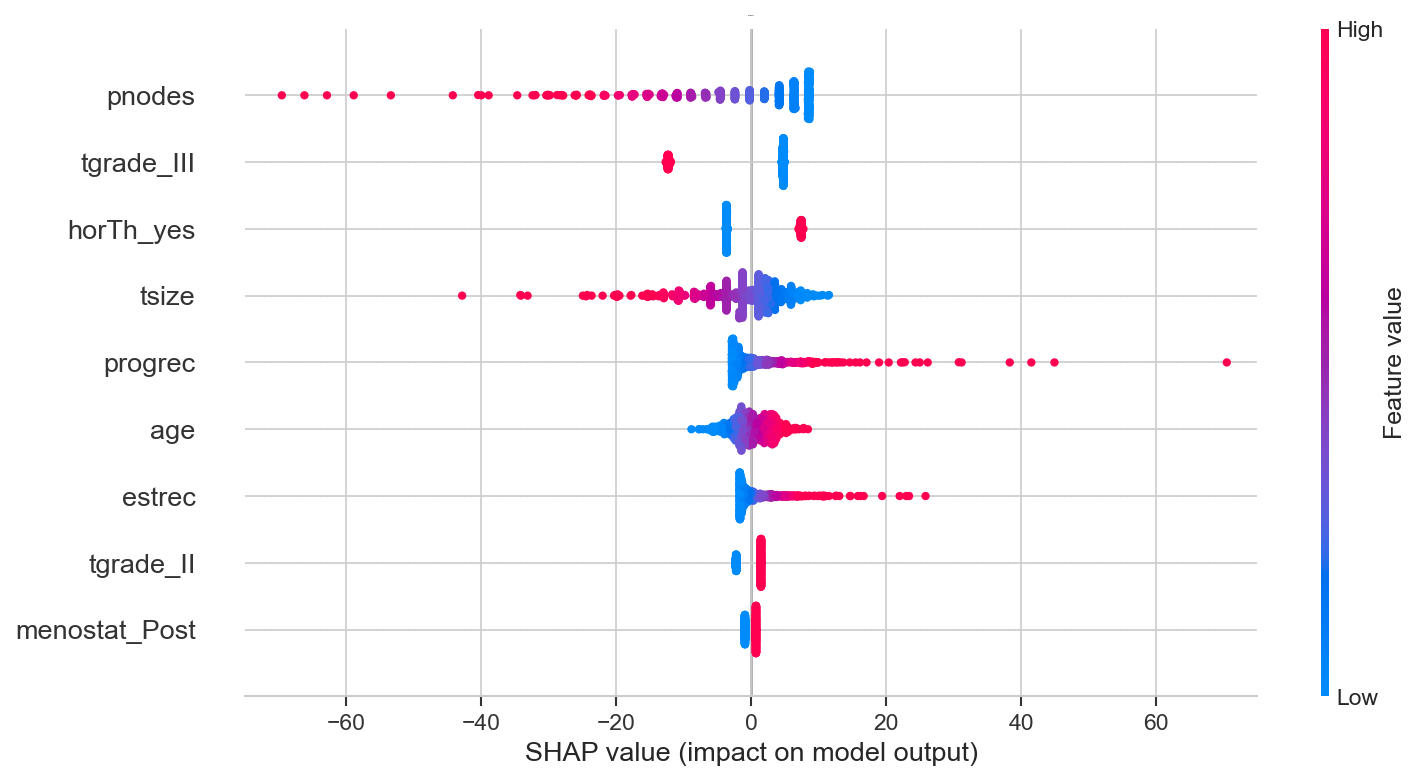 High
pnodes
tgrade_III
horTh_yes
tsize
progrec
age
estrec
tgrade_II
menostat_Post
Feature value
Low
−60 −40 −20 0 20 40 60
SHAP value (impact on model output)